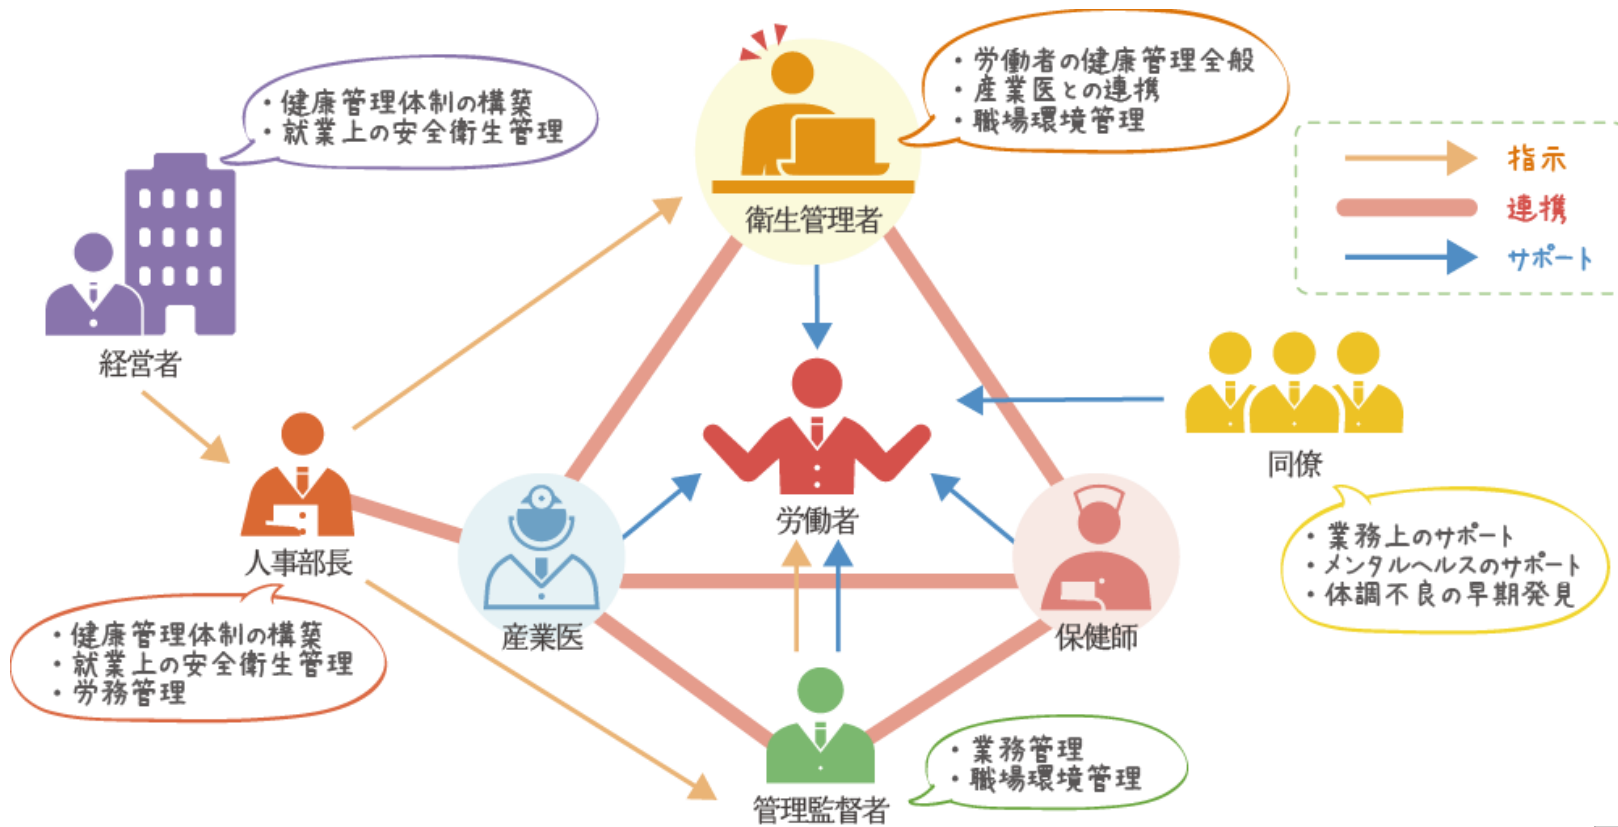 ・健康管理体制の構築
・就業上の安全衛生管理
経営者
・労働者の健康管理全般
・産業医との連携
・職場環境管理
衛生管理者
指示
連携
サポート
同僚
・業務上のサポート
・メンタルヘルスのサポート
・体調不良の早期発見
人事部長
・健康管理体制の構築
・就業上の安全衛生管理
・労務管理
労働者
産業医
保健師
管理監督者
・業務管理
・職場環境管理